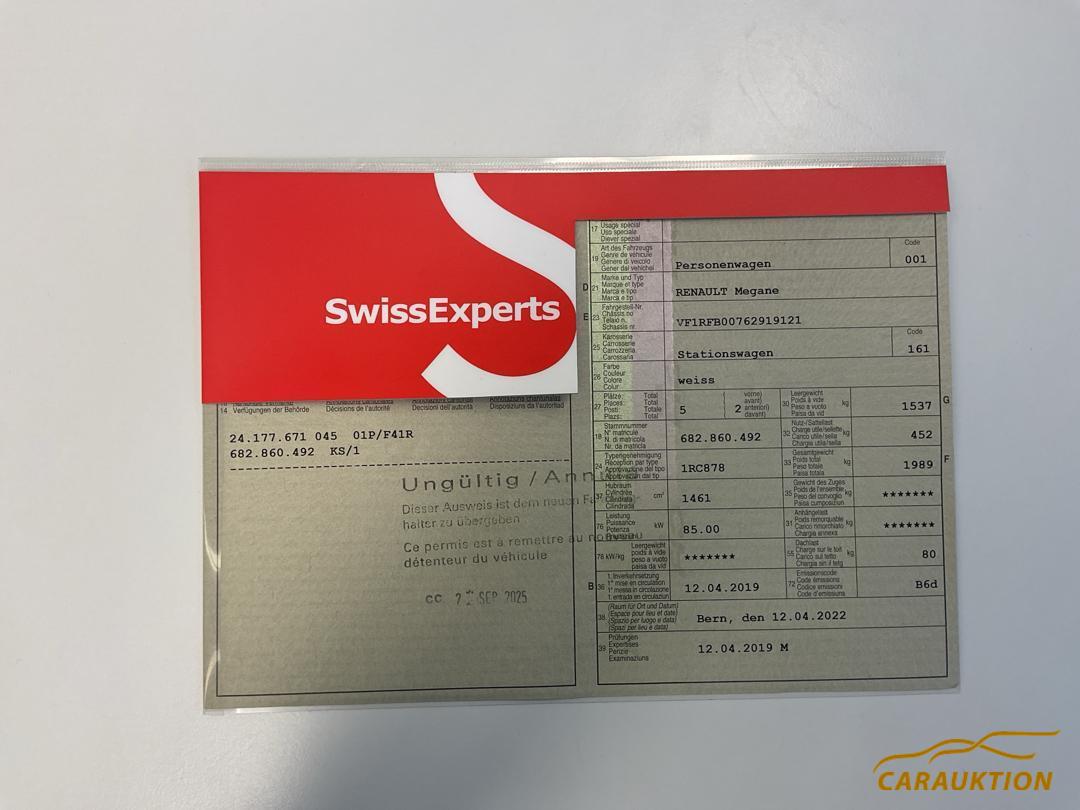 SwissExperts
14 Verfügungen der Behörde Décisions de l'autorité Decisioni dell'autorità Disposiziuns da l'autoritad
24.177.671 045 01P/F41R
682.860.492 KS/1
Ungültig / Ann
Dieser Ausweis ist dem neuen
halter zu übergeben
Ce permis est à remettre au
détenteur du véhicule
CC 2 SEP 2025
17 Usage spécial
Uso speciale
Diever spezial
19 Art des Fahrzeugs
Genre de véhicule
Genere di veicolo
Gener dal vehichel
Personenwagen
Code
001
D 21 Marke und Typ
Marque et type
Marca e tipo
Marca e tip
RENAULT Megane
E 23 Fahrgestell-Nr.
Châssis no
Telaio n.
Schassis nr.
VF1RFB00762919121
25 Karosserie
Carrosserie
Carrozzeria
Carossaria
Stationswagen
Code
161
26 Farbe
Couleur
Colore
Colur
weiss
27 Plätze: Total
Places: Total
Posti: Totale
Plazs: Total
5
2
(vorne)
avant)
anteriori)
davant)
30 Leergewicht
Poids à vide
Peso a vuoto
Paisa da vid
kg
1537
G
18 Stammnummer
N° matricule
N. di matricola
Nr. da matricla
682.860.492
32 Nutz-/Sattellast
Charge utile/sellette
Carico utile/sella
Chargia utila/sella
kg
452
24 Typengenehmigung
Réception par type
Approvazione del tipo
Approvaziun dal tip
1RC878
33 Gesamtgewicht
Poids total
Peso totale
Paisa totala
kg
1989
F
37 Hubraum
Cylindrée
Cilindrata
Cilindrada
cm³
1461
35 Gewicht des Zuges
Poids de l'ensemble
Peso del convoglio
Paisa cumposiziun
kg
*******
76 Leistung
Puissance
Potenza
kW
85.00
31 Anhängelast
Poids remorquable
Carico rimorchiato
Chargia annexa
kg
*******
78 kW/kg
Leergewicht
poids à vide
peso a vuoto
paisa da vid
*******
55 Dachlast
Charge sur le toit
Carico sul tetto
Chargia sin il tetg
kg
80
B 36 1. Inverkehrsetzung
1re mise en circulation
1a messa in circolazione
1. entrada en circulaziun
12.04.2019
72 Emissionscode
Code émissions
Codice emissioni
Code d'emissiuns
B6d
38 (Raum für Ort und Datum)
(Espace pour lieu et date)
(Spazio per luogo e data)
(Spazi per lieu e data)
Bern, den 12.04.2022
39 Prüfungen
Expertises
Perizie
Examinaziuns
12.04.2019 M
CARAUKTION